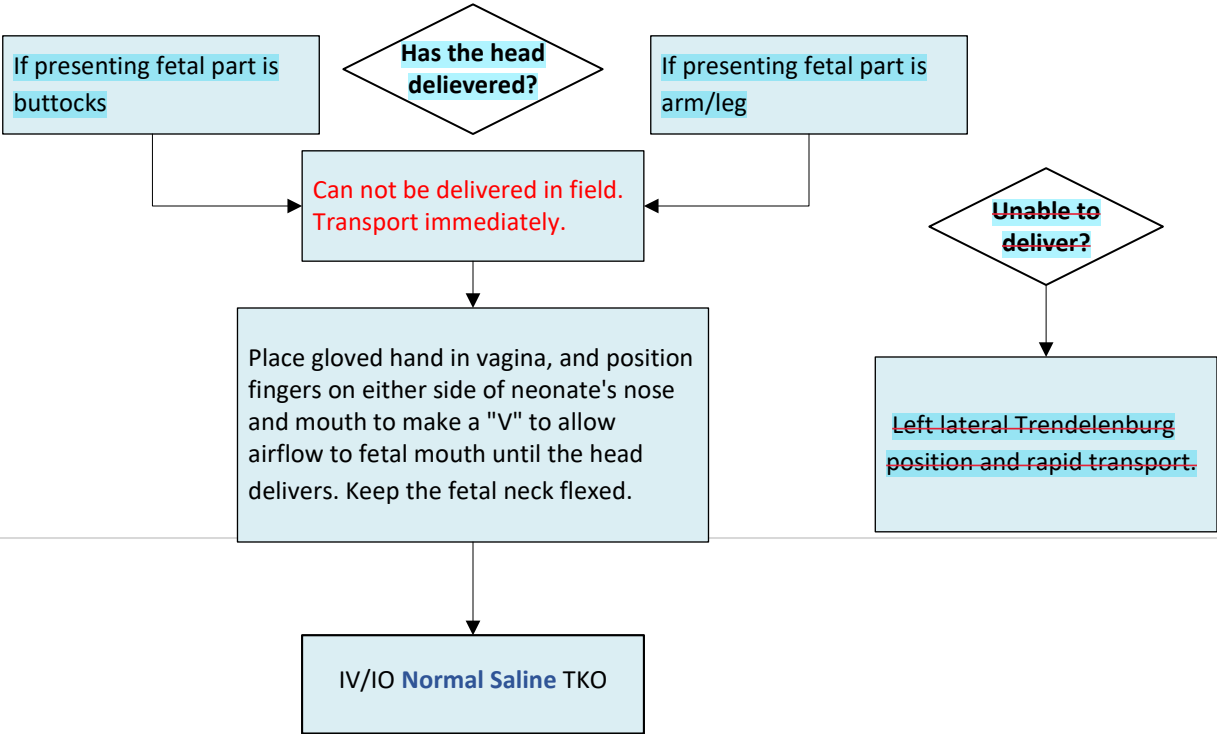 If presenting fetal part is
buttocks
Has the head
delievered?
If presenting fetal part is
arm/leg
Can not be delivered in field.
Transport immediately.
Unable to
deliver?
Place gloved hand in vagina, and position
fingers on either side of neonate's nose
and mouth to make a "V" to allow
airflow to fetal mouth until the head
delivers. Keep the fetal neck flexed.
Left lateral Trendelenburg
position and rapid transport.
IV/IO Normal Saline TKO